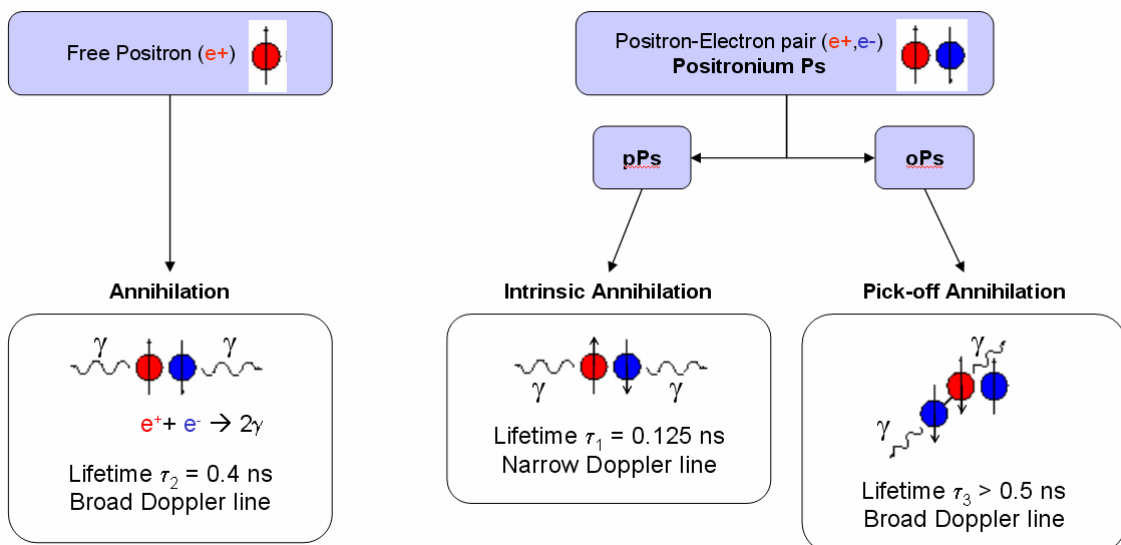 Free Positron (e+)
Positron-Electron pair (e+,e-)
Positronium Ps
pPs
oPs
Annihilation
γ γ
e⁺+ e⁻ → 2γ
Lifetime τ₂ = 0.4 ns
Broad Doppler line
Intrinsic Annihilation
γ γ
Lifetime τ₁ = 0.125 ns
Narrow Doppler line
Pick-off Annihilation
γ
γ
Lifetime τ₃ > 0.5 ns
Broad Doppler line